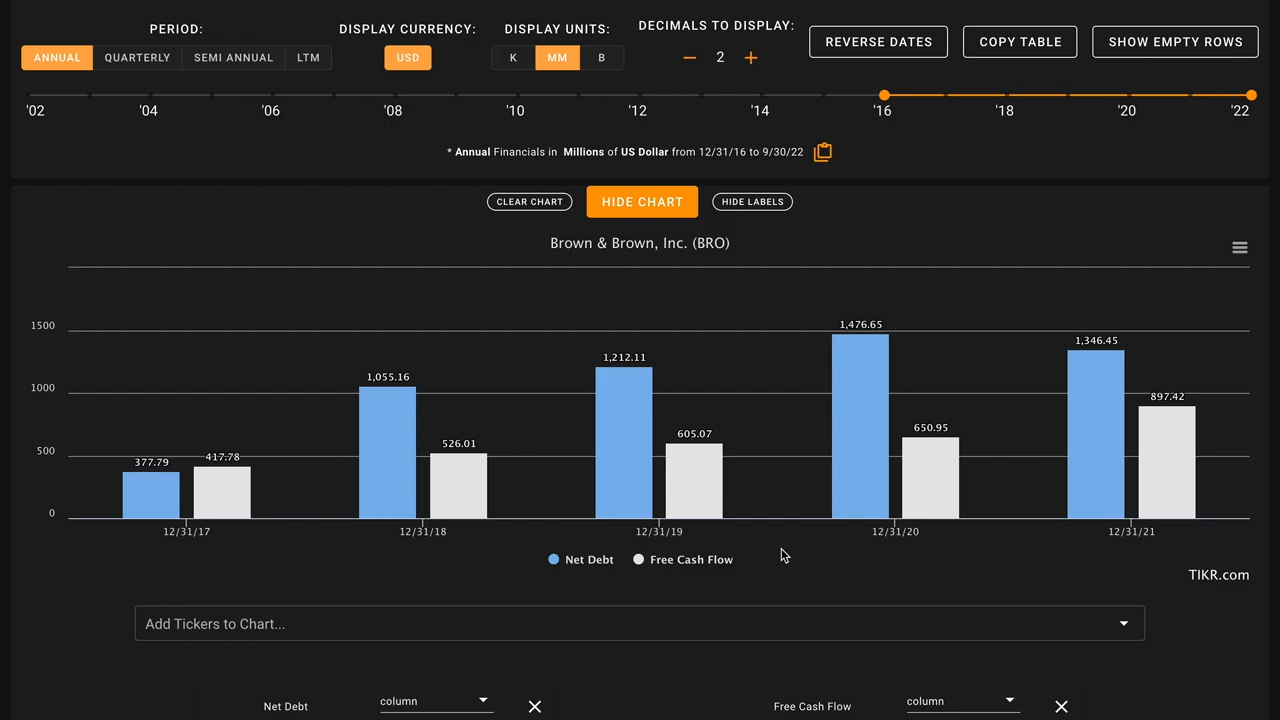 PERIOD:
DISPLAY CURRENCY:
DISPLAY UNITS:
DECIMALS TO DISPLAY:
ANNUAL QUARTERLY SEMI ANNUAL LTM
USD
K MM B
2
REVERSE DATES
COPY TABLE
SHOW EMPTY ROWS
'02 '04 '06 '08 '10 '12 '14 '16 '18 '20 '22
* Annual Financials in Millions of US Dollar from 12/31/16 to 9/30/22
CLEAR CHART
HIDE CHART
HIDE LABELS
Brown & Brown, Inc. (BRO)
1500
1000
500
0
377.79
417.78
1,055.16
526.01
1,212.11
605.07
1,476.65
650.95
1,346.45
897.42
12/31/17 12/31/18 12/31/19 12/31/20 12/31/21
Net Debt Free Cash Flow
TIKR.com
Add Tickers to Chart...
Net Debt column
Free Cash Flow column